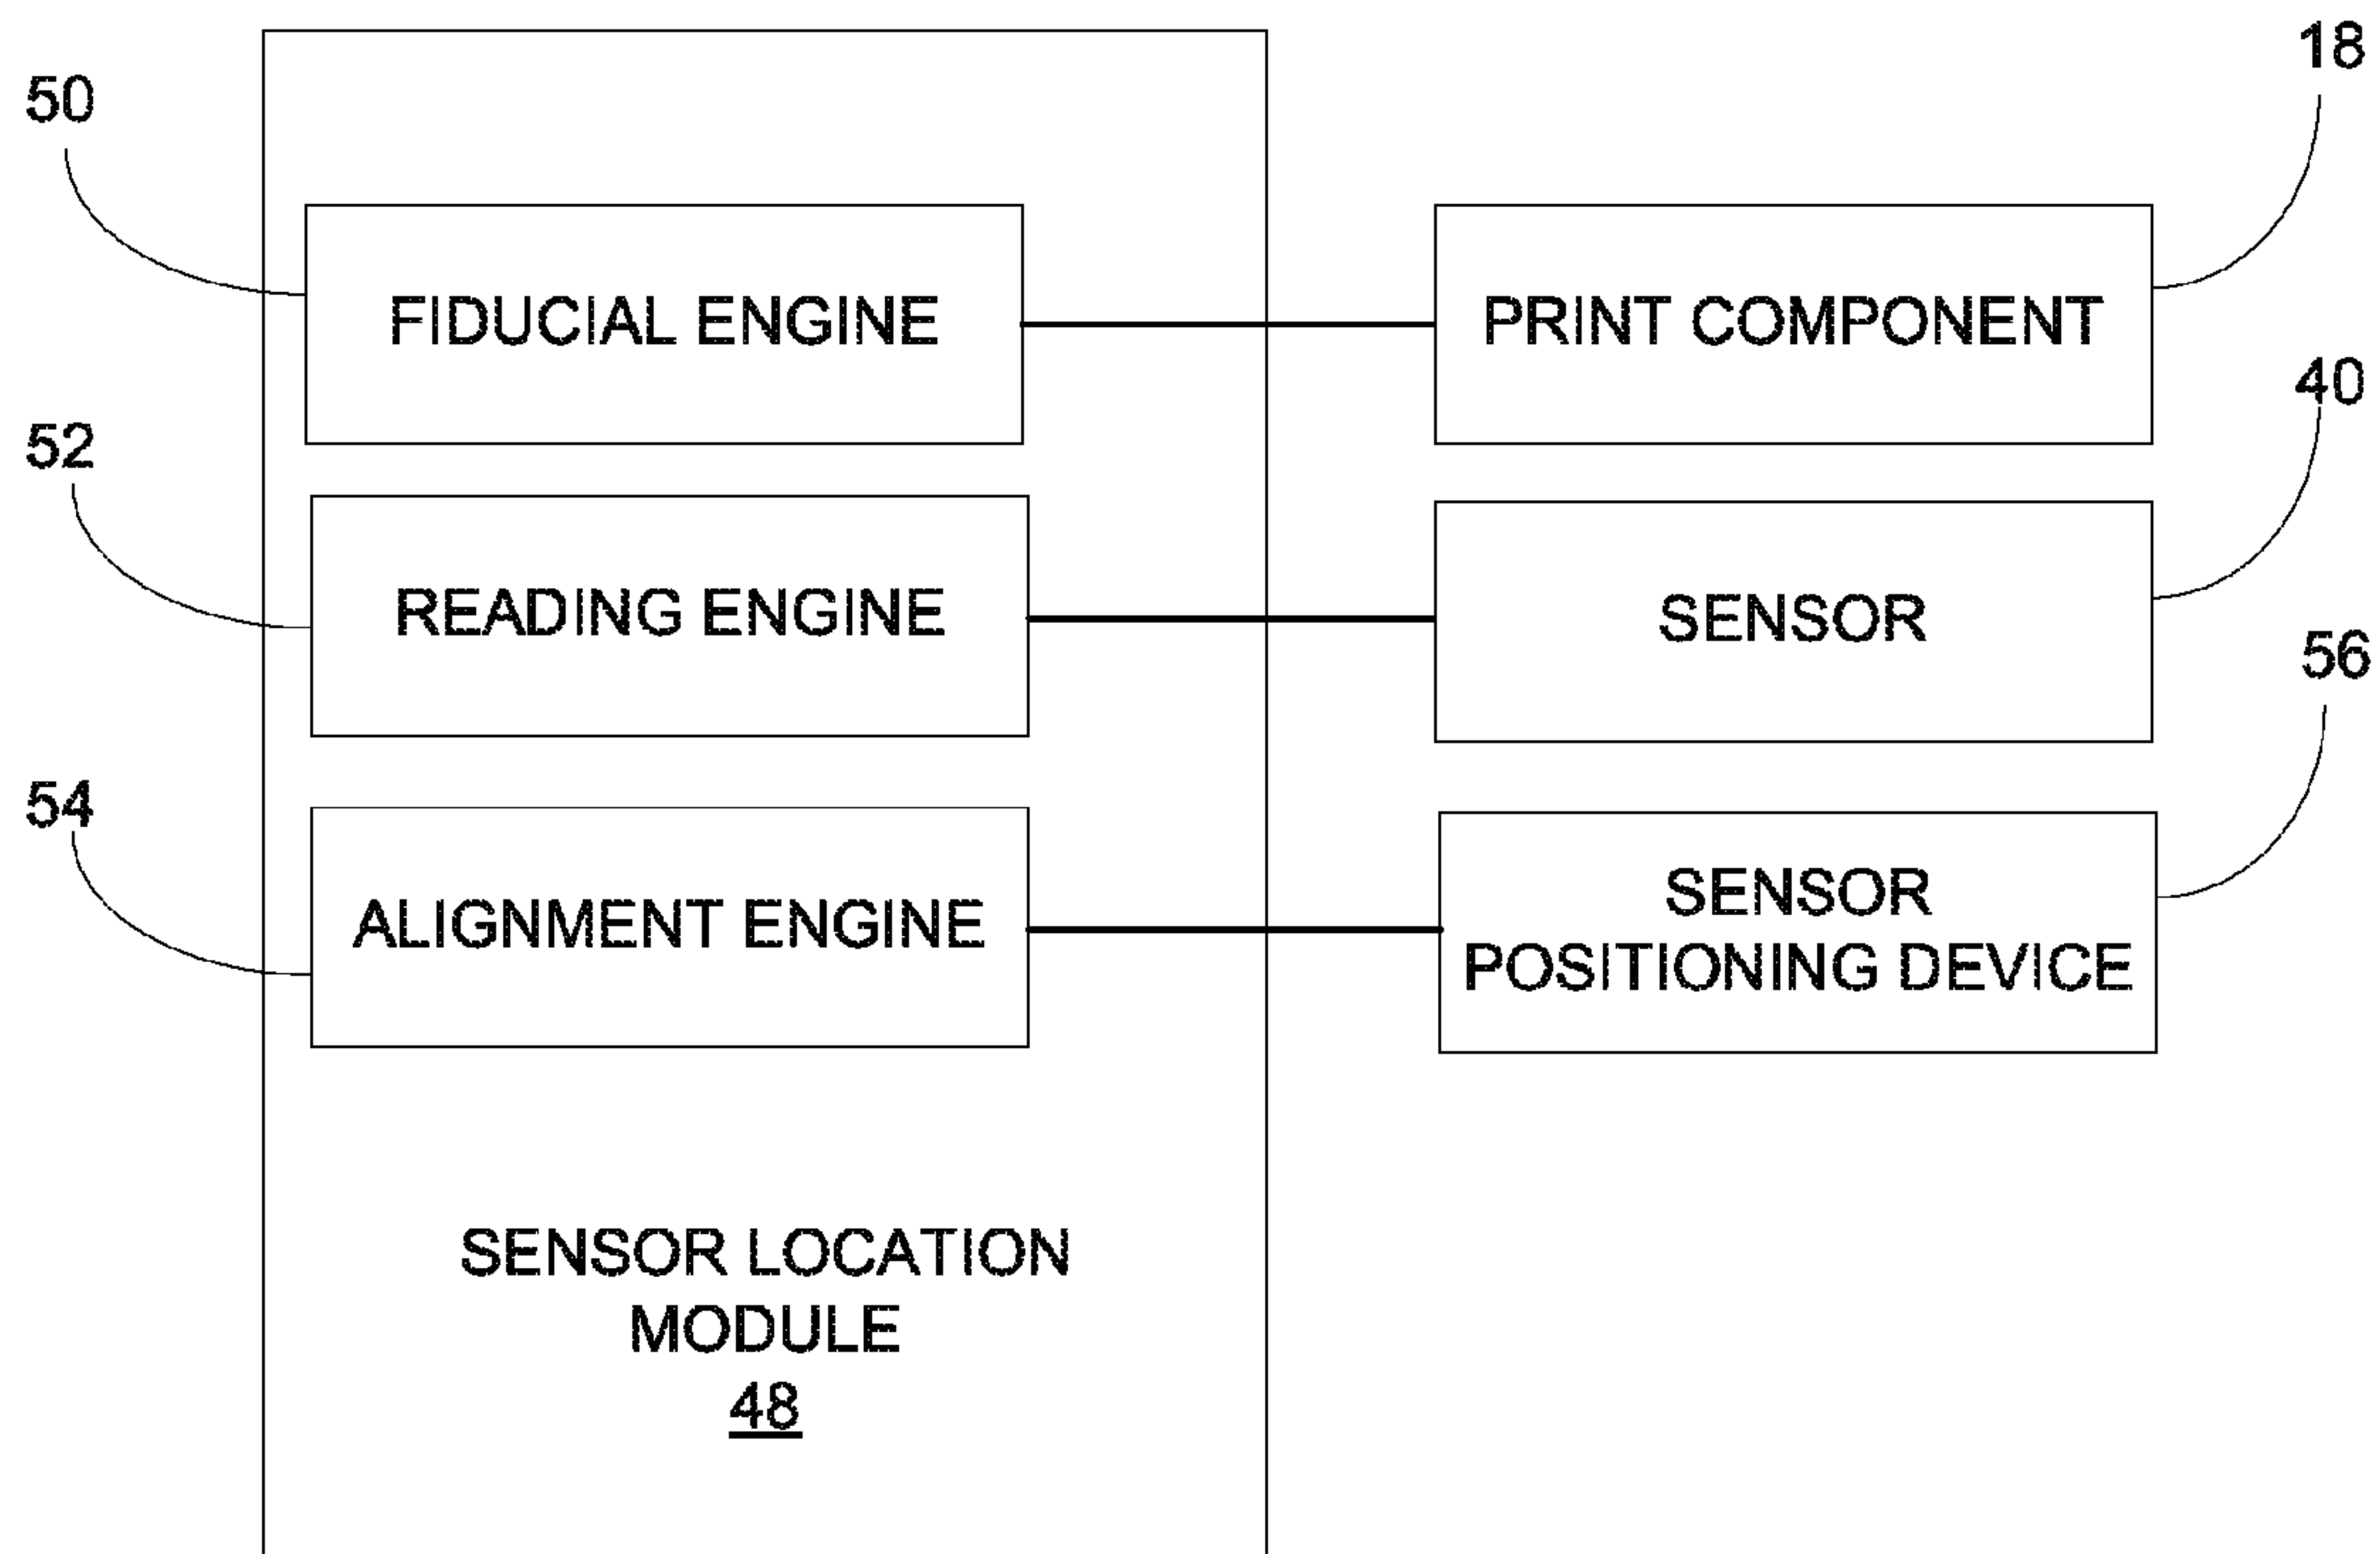 18
50
FIDUCIAL ENGINE
PRINT COMPONENT
40
52
READING ENGINE
SENSOR
56
54
ALIGNMENT ENGINE
SENSOR
POSITIONING DEVICE
SENSOR LOCATION
MODULE
48